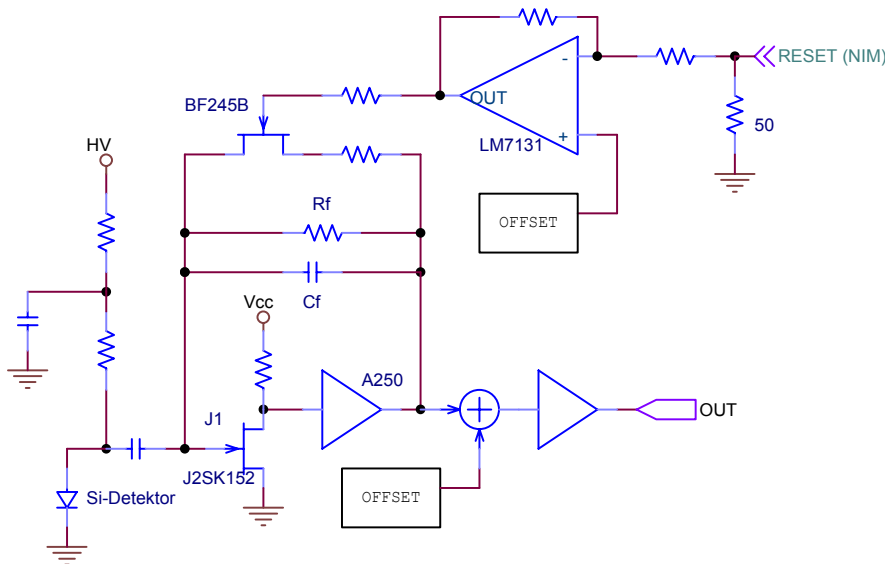 OUT
-
+
LM7131
RESET (NIM)
50
BF245B
OFFSET
HV
Rf
Cf
Vcc
A250
J1
J2SK152
+
OUT
OFFSET
Si-Detektor